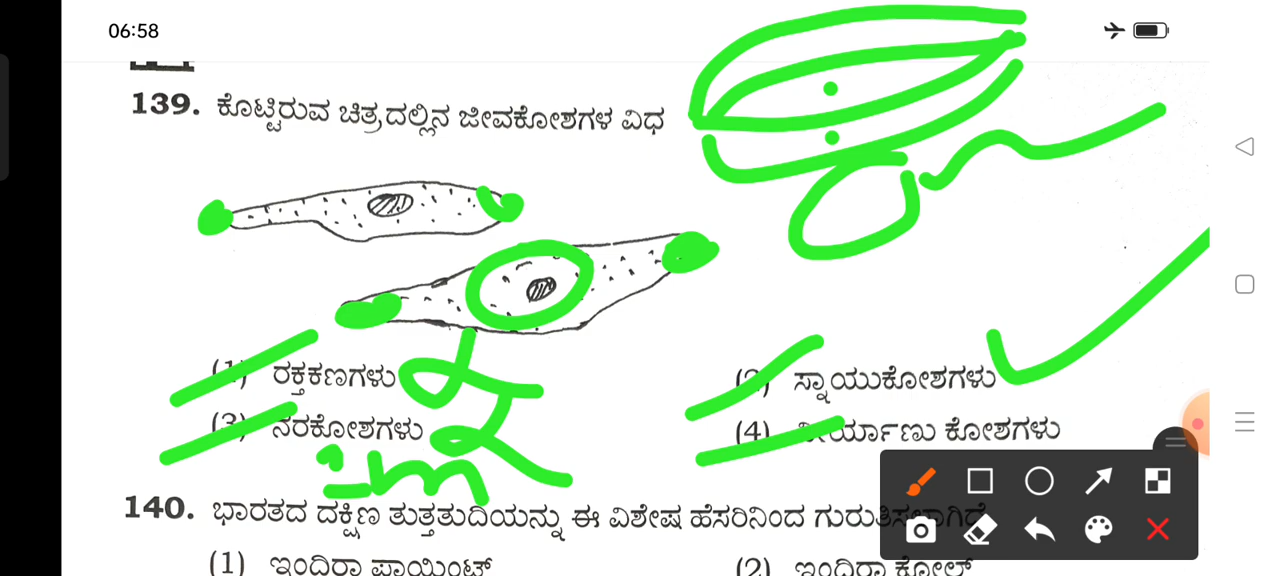 06:58
139. ಕೊಟ್ಟಿರುವ ಚಿತ್ರದಲ್ಲಿನ ಜೀವಕೋಶಗಳ ವಿಧ
(1) ರಕ್ತಕಣಗಳು (2) ಸ್ನಾಯುಕೋಶಗಳು
(3) ನರಕೋಶಗಳು (4) ವೀರ್ಯಾಣು ಕೋಶಗಳು
1m
140. ಭಾರತದ ದಕ್ಷಿಣ ತುತ್ತತುದಿಯನ್ನು ಈ ವಿಶೇಷ ಹೆಸರಿನಿಂದ ಗುರುತಿಸಲಾಗಿದೆ
(1) ಇಂದಿರಾ ಪಾಯಿಂಟ್ (2) ಇಂದಿರಾ ಕೋಲ್